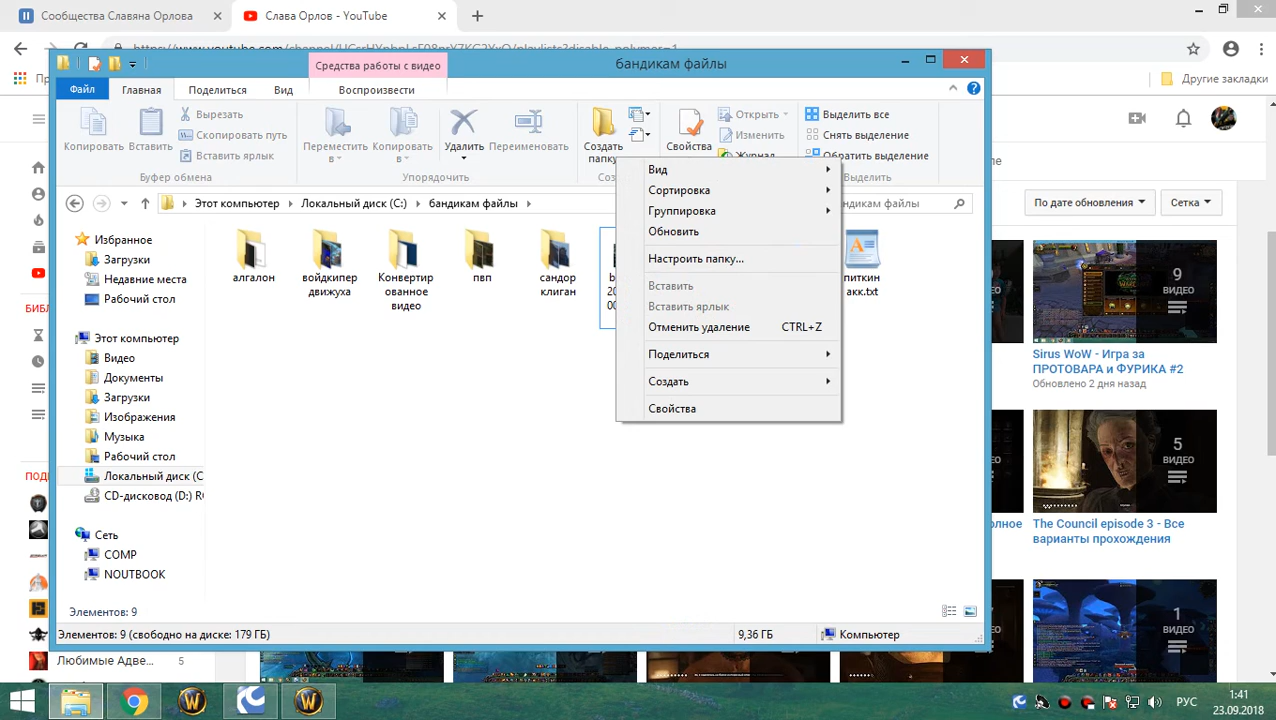 Сообщества Славяна Орлова
Слава Орлов - YouTube
Другие закладки
Средства работы с видео
бандикам файлы
Файл
Главная
Поделиться
Вид
Воспроизвести
Копировать
Вставить
Вырезать
Скопировать путь
Вставить ярлык
Буфер обмена
Переместить в
Копировать в
Удалить
Переименовать
Упорядочить
Создать папку
Свойства
Открыть
Изменить
Журнал
Выделить все
Снять выделение
Обратить выделение
Выделить
Этот компьютер
Локальный диск (C:)
бандикам файлы
Избранное
Загрузки
Недавние места
Рабочий стол
Этот компьютер
Видео
Документы
Загрузки
Изображения
Музыка
Рабочий стол
Локальный диск (C
CD-дисковод (D:)
Сеть
COMP
NOUTBOOK
алгалон
войдкипер
движуха
Конвертир
ованное
видео
пвп
сандор
клиган
питкин
акк.txt
Вид
Сортировка
Группировка
Обновить
Настроить папку...
Вставить
Вставить ярлык
Отменить удаление CTRL+Z
Поделиться
Создать
Свойства
Элементов: 9
Элементов: 9 (свободно на диске: 179 ГБ)
9,36 ГБ
Компьютер
По дате обновления
Сетка
9
ВИДЕО
Sirus WoW - Игра за
ПРОТОВАРА и ФУРИКА #2
Обновлено 2 дня назад
5
ВИДЕО
The Council episode 3 - Все
варианты прохождения
1
ВИДЕО
Любимые Адве...
5
РУС
1:41
23.09.2018